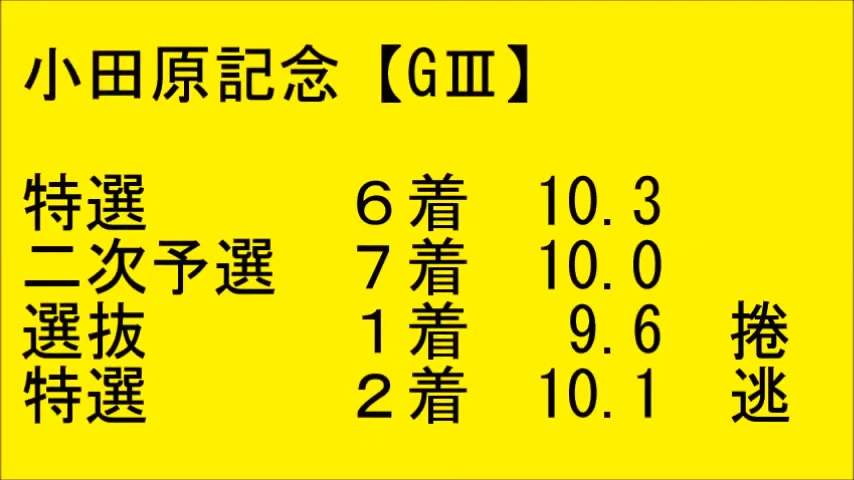 小田原記念【GⅢ】
特選 6着 10.3
二次予選 7着 10.0
選抜 1着 9.6 捲
特選 2着 10.1 逃